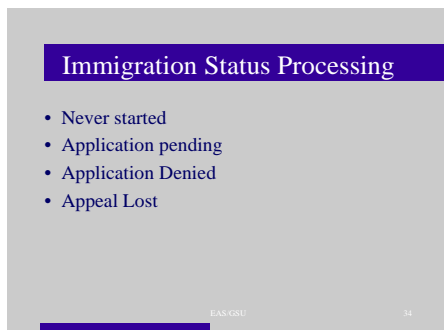 Immigration Status Processing
• Never started
• Application pending
• Application Denied
• Appeal Lost
EAS/GSU 34